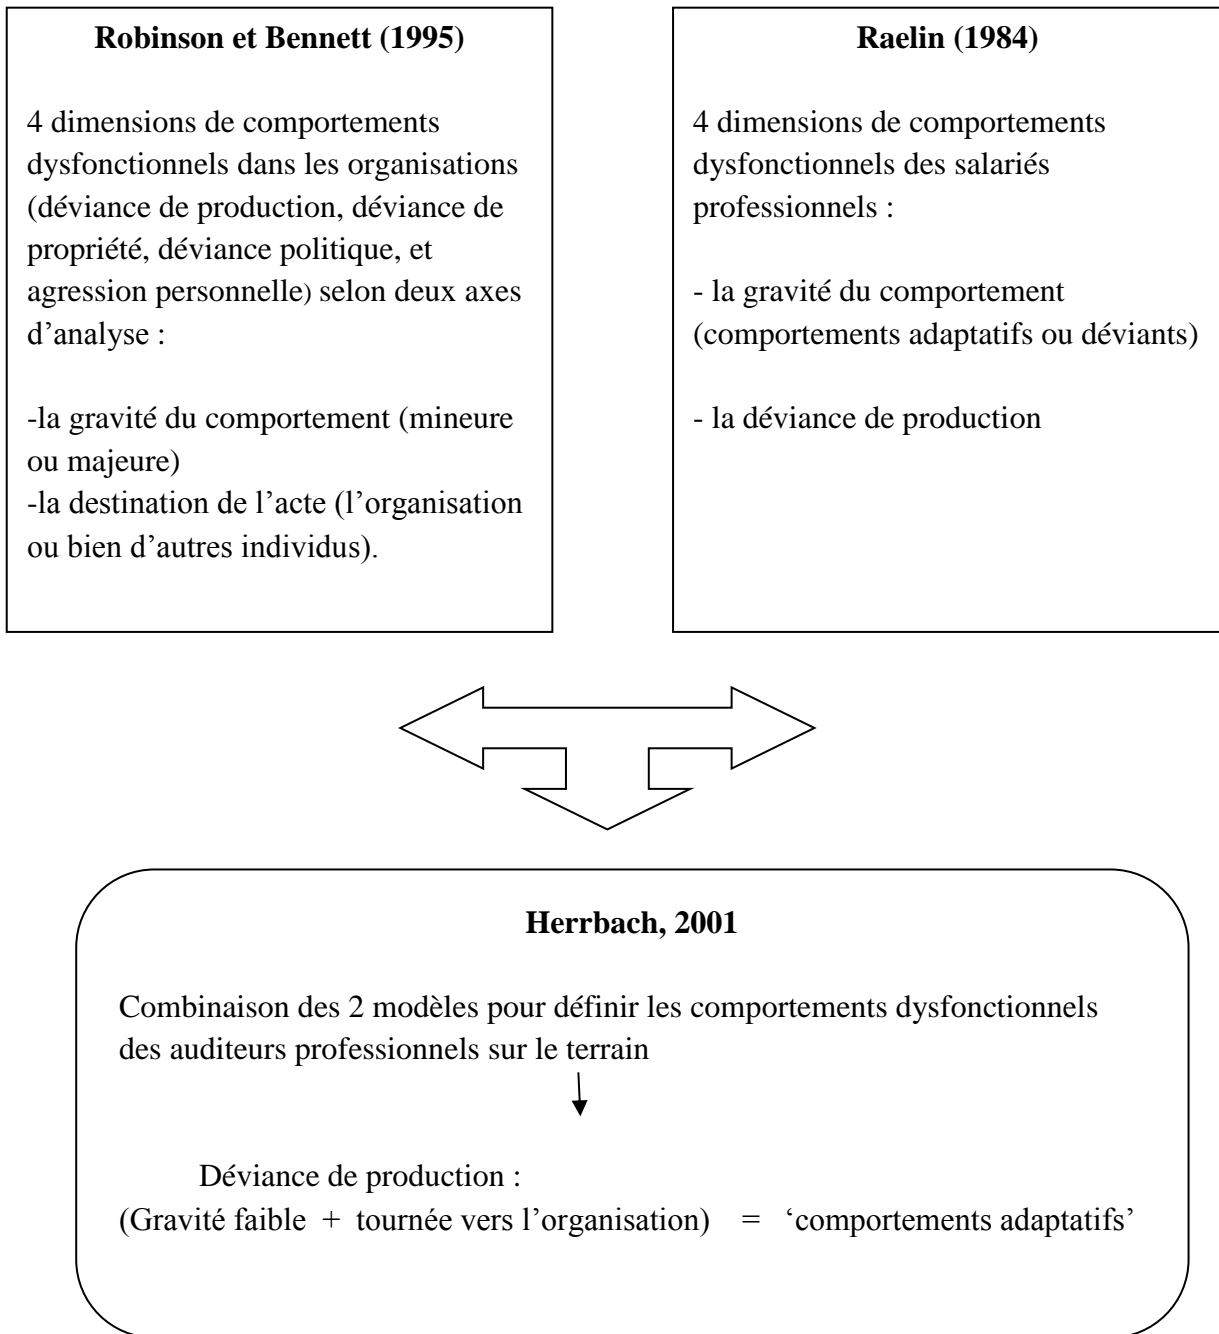 Robinson et Bennett (1995)
4 dimensions de comportements
dysfonctionnels dans les organisations
(déviance de production, déviance de
propriété, déviance politique, et
agression personnelle) selon deux axes
d’analyse :
-la gravité du comportement (mineure
ou majeure)
-la destination de l’acte (l’organisation
ou bien d’autres individus).
Raelin (1984)
4 dimensions de comportements
dysfonctionnels des salariés
professionnels :
- la gravité du comportement
(comportements adaptatifs ou déviants)
- la déviance de production
Herrbach, 2001
Combinaison des 2 modèles pour définir les comportements dysfonctionnels
des auditeurs professionnels sur le terrain
Déviance de production :
(Gravité faible + tournée vers l’organisation) = ‘comportements adaptatifs’